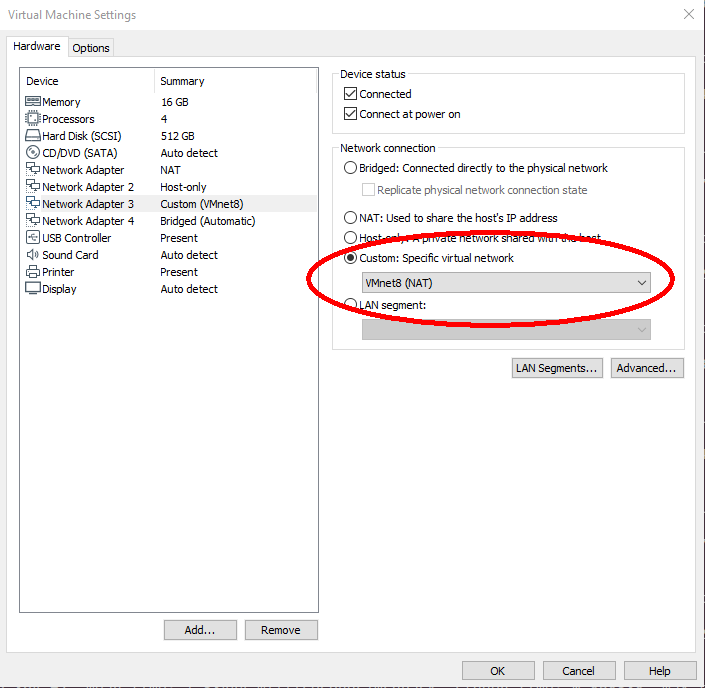 Virtual Machine Settings
Hardware Options
Device Summary
Memory 16 GB
Processors 4
Hard Disk (SCSI) 512 GB
CD/DVD (SATA) Auto detect
Network Adapter NAT
Network Adapter 2 Host-only
Network Adapter 3 Custom (VMnet8)
Network Adapter 4 Bridged (Automatic)
USB Controller Present
Sound Card Auto detect
Printer Present
Display Auto detect
Add... Remove
Device status
Connected
Connect at power on
Network connection
Bridged: Connected directly to the physical network
Replicate physical network connection state
NAT: Used to share the host's IP address
Host-only: A private network shared with the host
Custom: Specific virtual network
VMnet8 (NAT)
LAN segment:
LAN Segments... Advanced...
OK Cancel Help